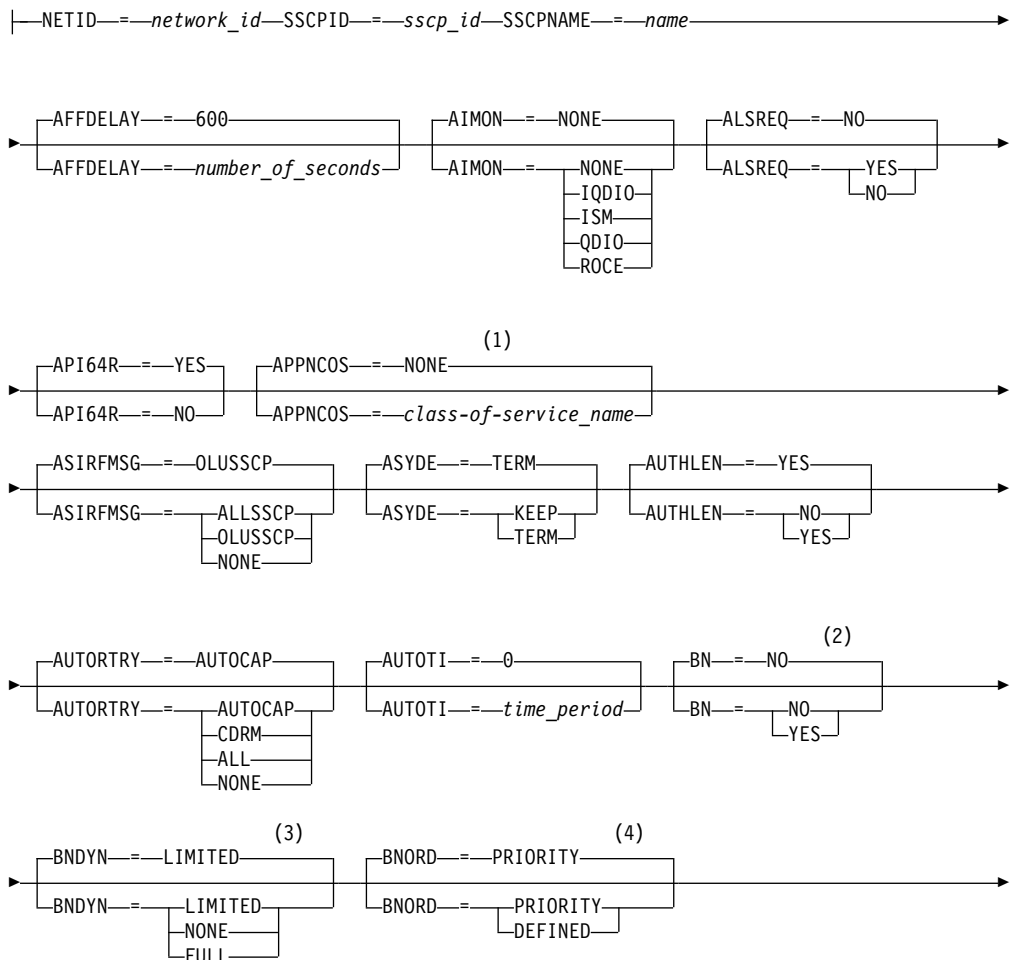 NETID = network_id SSCPID = sscp_id SSCPNAME = name
AFFDELAY = 600 AIMON = NONE ALSREQ = NO
AFFDELAY = number_of_seconds AIMON = NONE ALSREQ = YES
IQDIO NO
ISM
QDIO
ROCE
(1)
API64R = YES APPNCOS = NONE
API64R = NO APPNCOS = class-of-service_name
ASIRFMSG = OLUSSCP ASYDE = TERM AUTHLEN = YES
ASIRFMSG = ALLSSCP ASYDE = KEEP AUTHLEN = NO
OLUSSCP TERM YES
NONE
(2)
AUTORTRY = AUTOCAP AUTOTI = 0 BN = NO
AUTORTRY = AUTOCAP AUTOTI = time_period BN = NO
CDRM YES
ALL
NONE
(3) (4)
BNDYN = LIMITED BNORD = PRIORITY
BNDYN = LIMITED BNORD = PRIORITY
NONE DEFINED
FULL